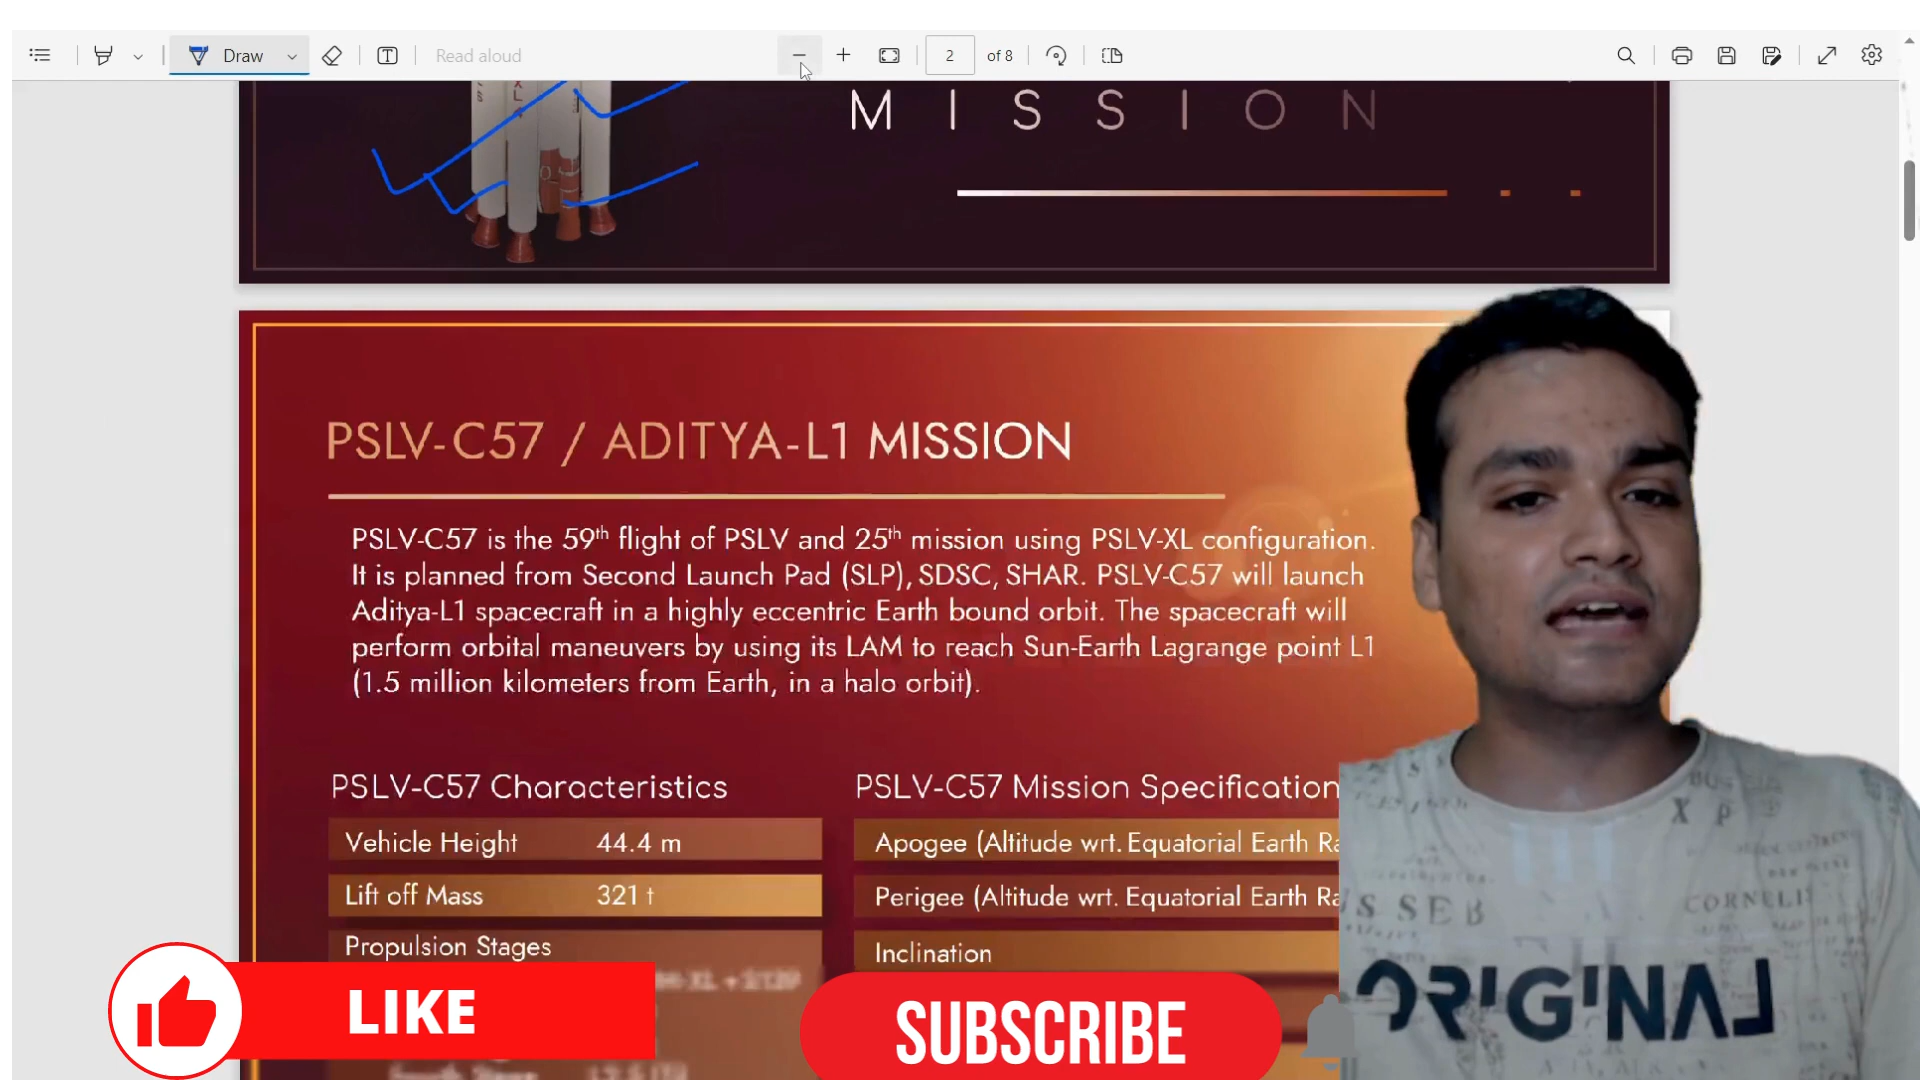 Draw
Read aloud
2 of 8
MISSION
PSLV-C57 / ADITYA-L1 MISSION
PSLV-C57 is the 59th flight of PSLV and 25th mission using PSLV-XL configuration.
It is planned from Second Launch Pad (SLP), SDSC, SHAR. PSLV-C57 will launch
Aditya-L1 spacecraft in a highly eccentric Earth bound orbit. The spacecraft will
perform orbital maneuvers by using its LAM to reach Sun-Earth Lagrange point L1
(1.5 million kilometers from Earth, in a halo orbit).
PSLV-C57 Characteristics
Vehicle Height 44.4 m
Lift off Mass 321 t
Propulsion Stages
PSLV-C57 Mission Specification
Apogee (Altitude wrt. Equatorial Earth Ra
Perigee (Altitude wrt. Equatorial Earth Ra
Inclination
LIKE
SUBSCRIBE
ORIGINAL